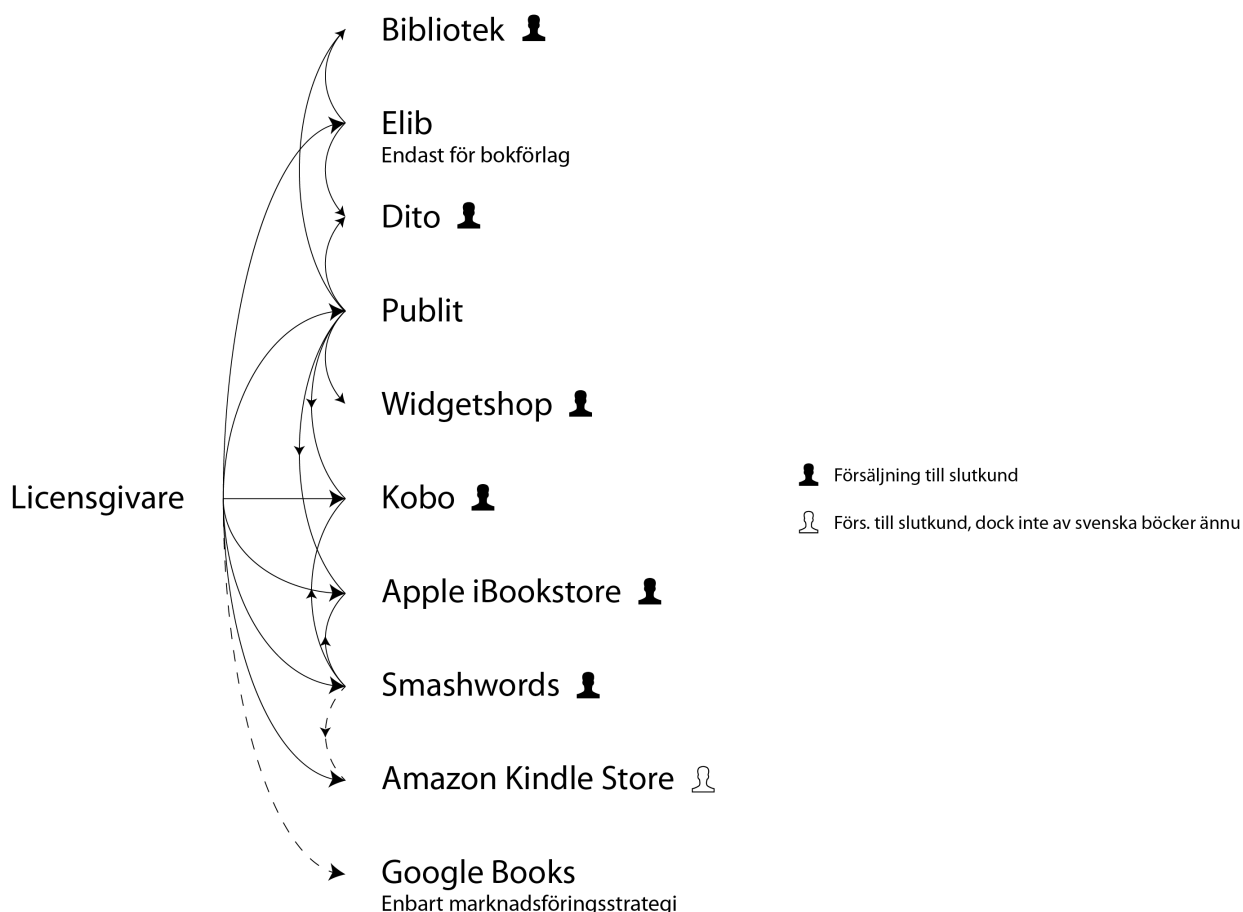 Bibliotek
Elib
Endast för bokförlag
Dito
Publit
Widgetshop
Licensgivare
Kobo
Apple iBookstore
Smashwords
Amazon Kindle Store
Google Books
Enbart marknadsföringsstrategi
Försäljning till slutkund
Förs. till slutkund, dock inte av svenska böcker ännu